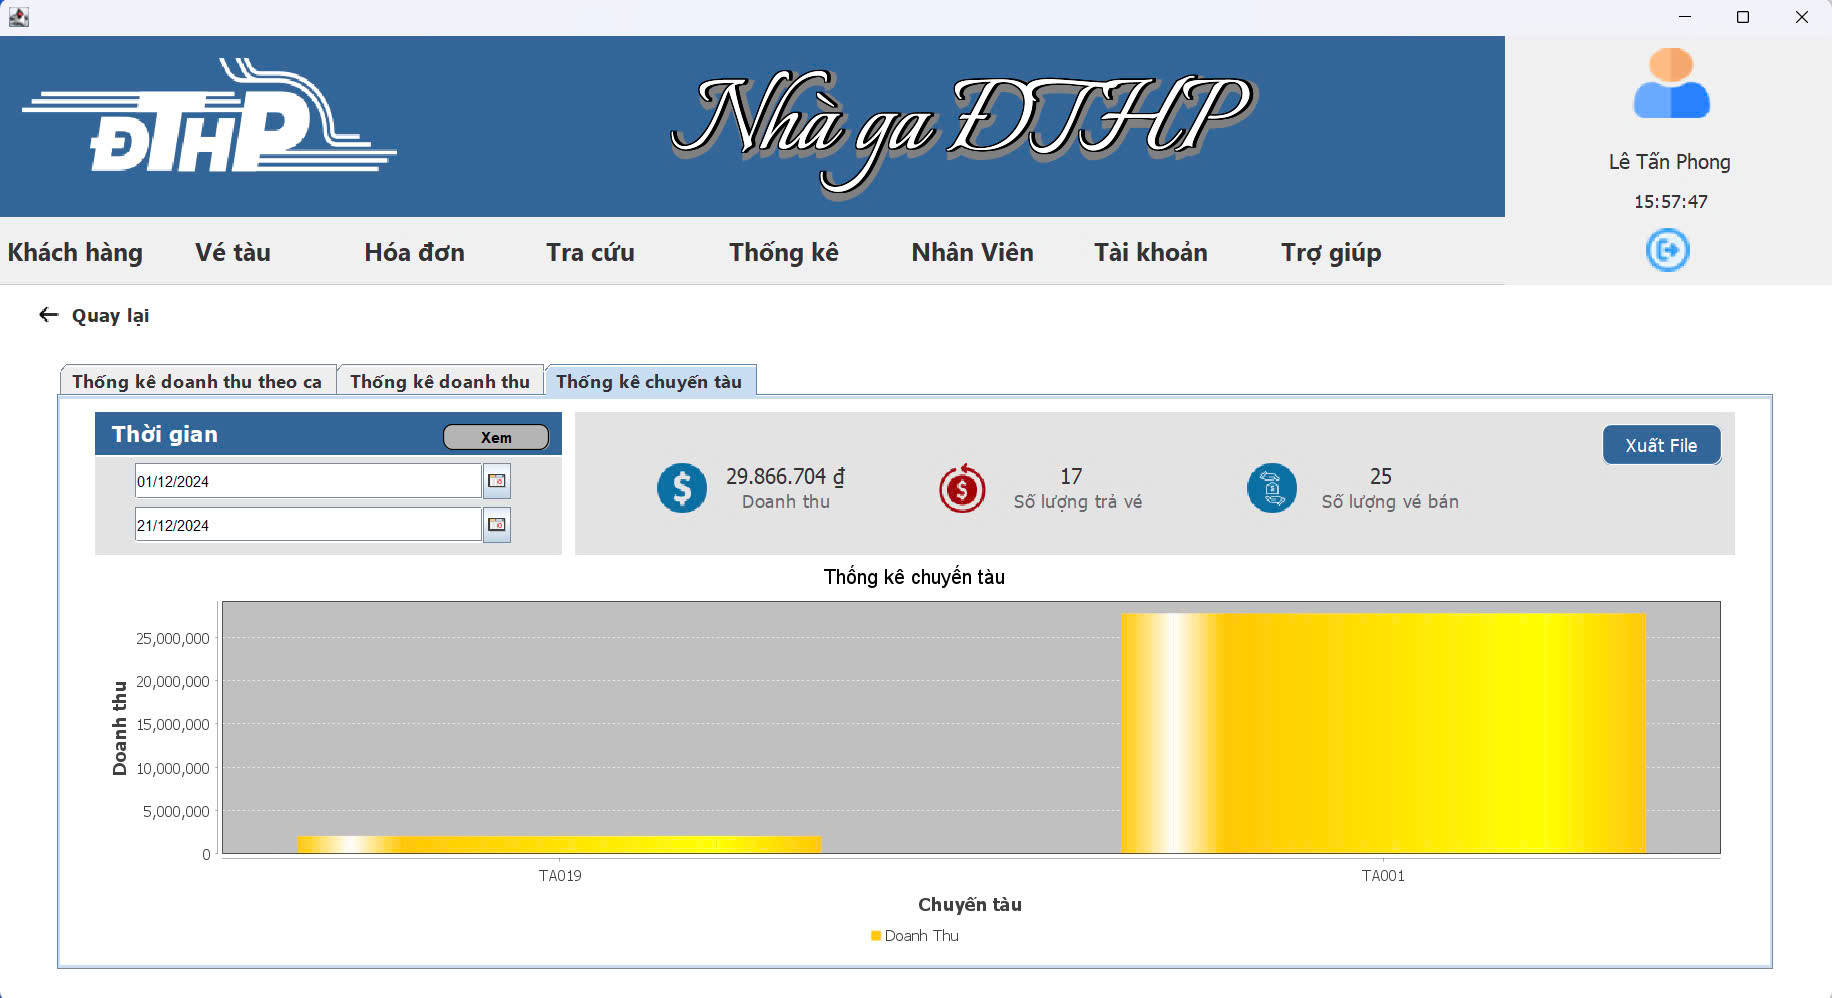 ĐTHP
Nhà ga ĐTHP
Lê Tấn Phong
15:57:47
Khách hàng Vé tàu Hóa đơn Tra cứu Thống kê Nhân Viên Tài khoản Trợ giúp
Quay lại
Thống kê doanh thu theo ca Thống kê doanh thu Thống kê chuyến tàu
Thời gian Xem
01/12/2024
21/12/2024
29.866.704 ₫
Doanh thu
17
Số lượng trả vé
25
Số lượng vé bán
Xuất File
Thống kê chuyến tàu
Doanh thu
25,000,000
20,000,000
15,000,000
10,000,000
5,000,000
0
TA019 TA001
Chuyến tàu
Doanh Thu